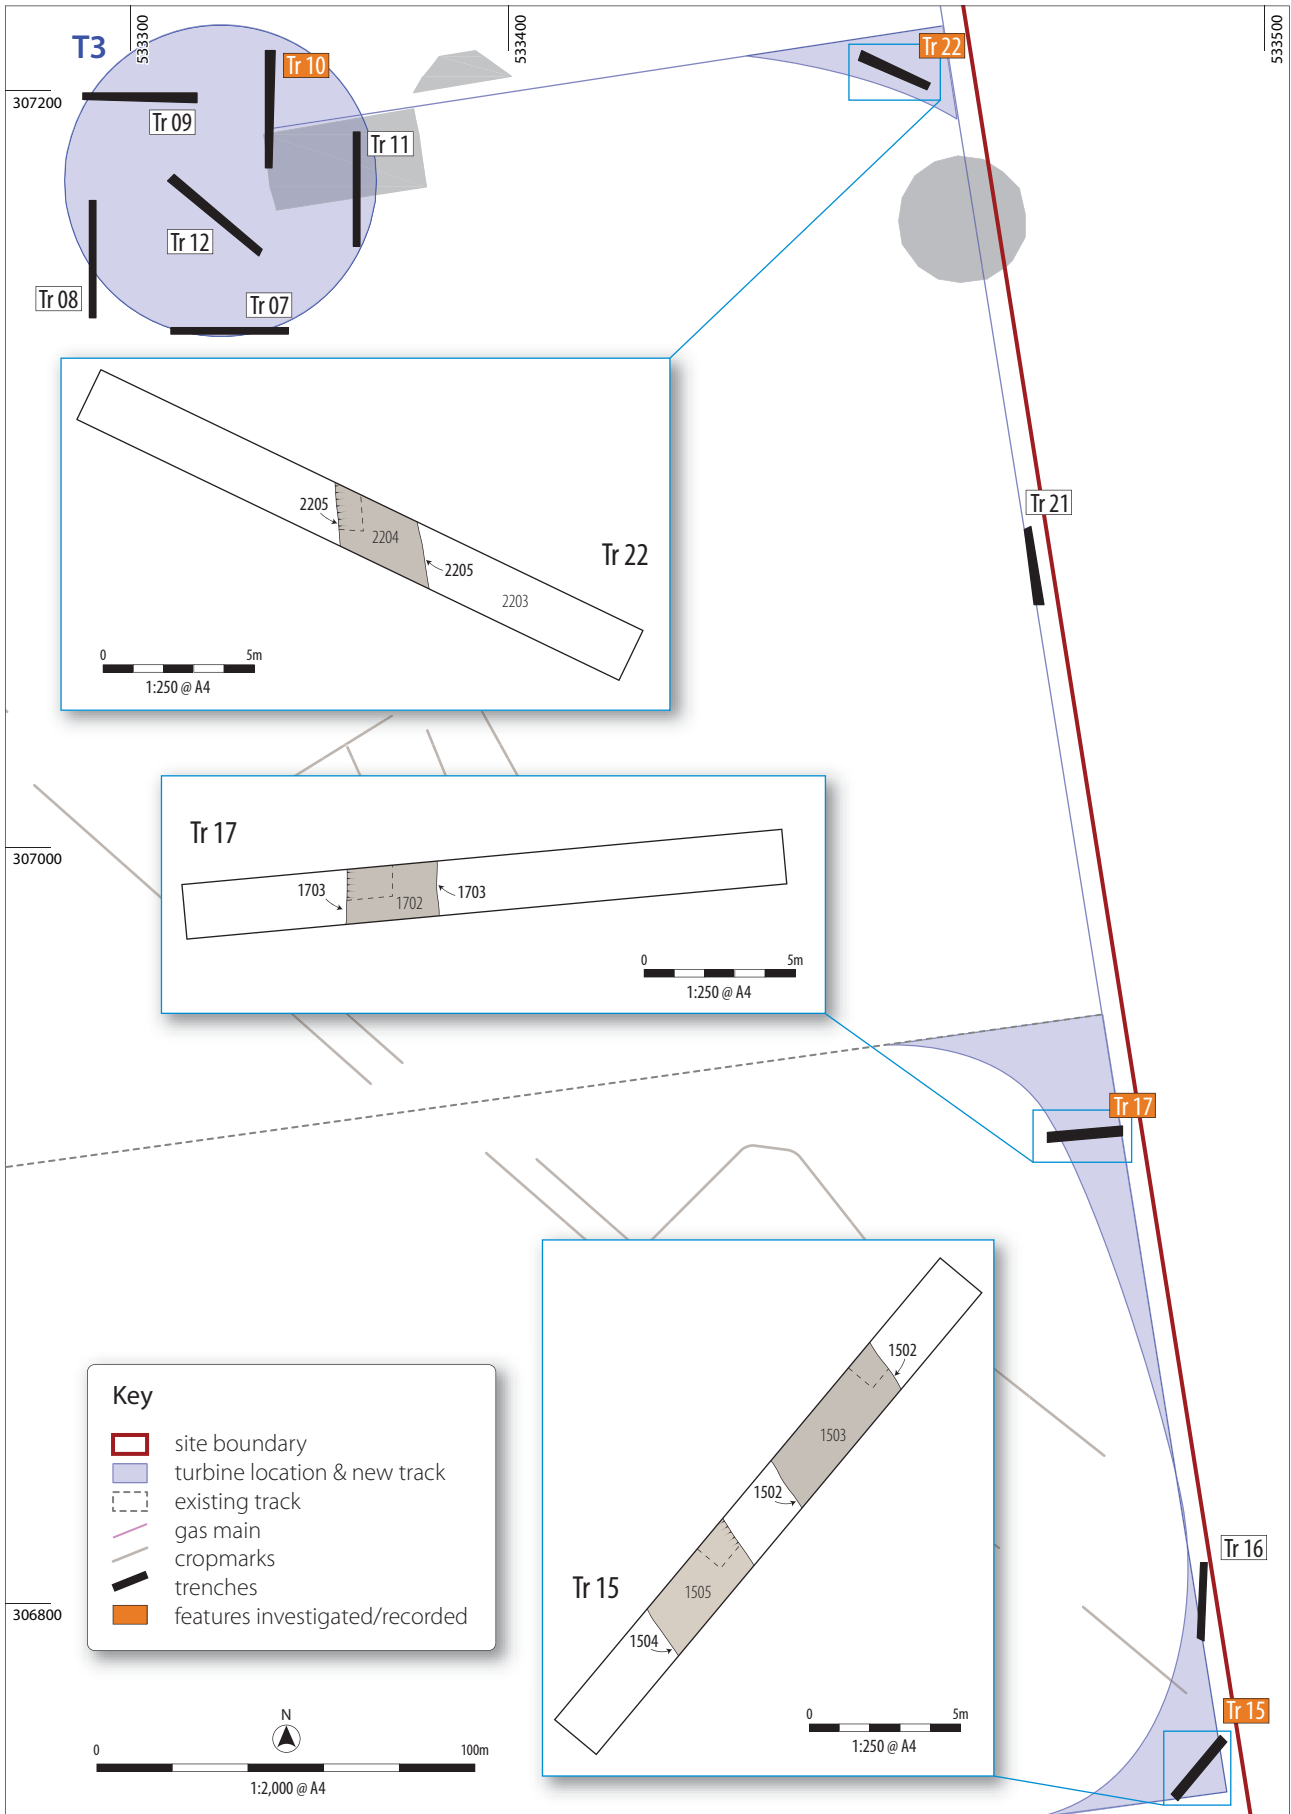 533300
533400
533500
T3
Tr 22
Tr 10
307200
Tr 09
Tr 11
Tr 12
Tr 08
Tr 07
2205
2204
Tr 22
2205
2203
0 5m
1:250 @ A4
Tr 21
Tr 17
307000
1703
1702
1703
0 5m
1:250 @ A4
Tr 17
1502
1503
1502
Tr 15
1505
1504
0 5m
1:250 @ A4
Key
site boundary
turbine location & new track
existing track
gas main
cropmarks
trenches
features investigated/recorded
306800
Tr 16
Tr 15
N
0 100m
1:2,000 @ A4